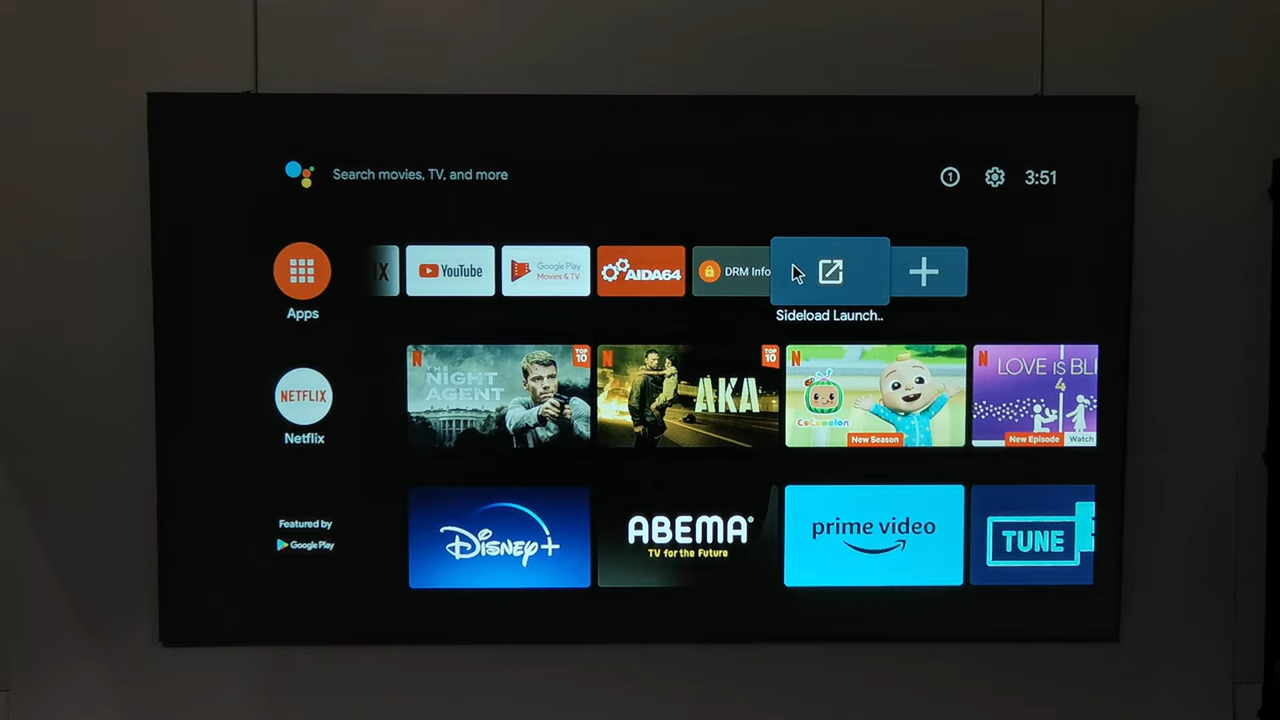 Search movies, TV, and more
1
3:51
IX
YouTube
Google Play
Movies & TV
AIDA64
DRM Info
Sideload Launch..
Apps
N
THE
NIGHT
AGENT
TOP
10
N
AKA
TOP
10
N
CoComelon
New Season
N
LOVE is BLI
4
New Episode
Watch
NETFLIX
Netflix
Featured by
Google Play
Disney+
ABEMA
TV for the Future
prime video
TUNE